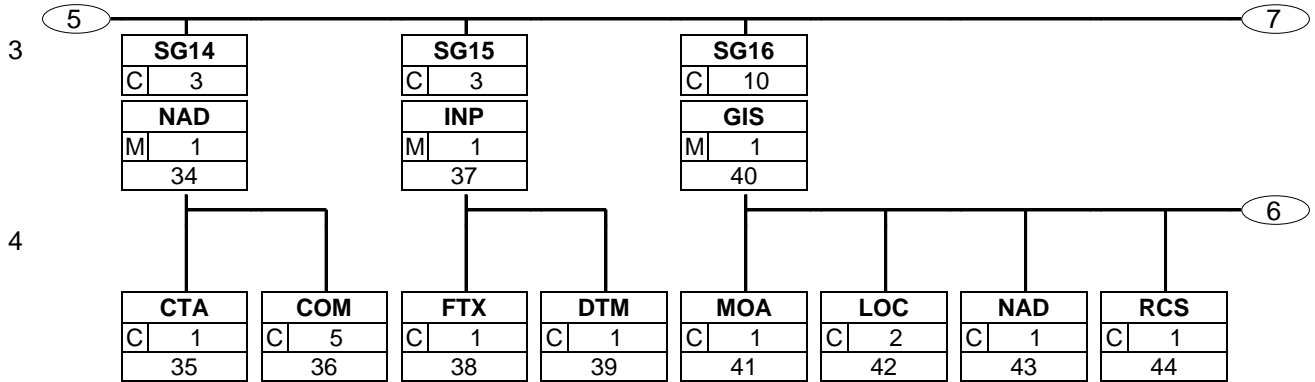 5 7
3 SG14 SG15 SG16
C 3 C 3 C 10
NAD INP GIS
M 1 M 1 M 1
34 37 40
6
4
CTA COM FTX DTM MOA LOC NAD RCS
C 1 C 5 C 1 C 1 C 1 C 2 C 1 C 1
35 36 38 39 41 42 43 44